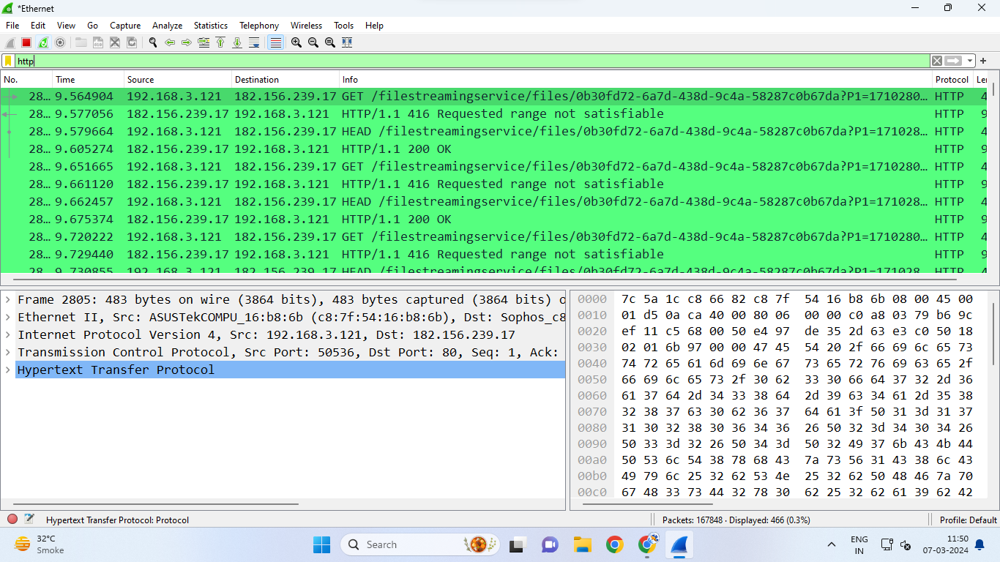 *Ethernet
File Edit View Go Capture Analyze Statistics Telephony Wireless Tools Help
http
No. Time Source Destination Info Protocol
28… 9.564904 192.168.3.121 182.156.239.17 GET /filestreamingservice/files/0b30fd72-6a7d-438d-9c4a-58287c0b67da?P1=1710280… HTTP 4
28… 9.577056 182.156.239.17 192.168.3.121 HTTP/1.1 416 Requested range not satisfiable HTTP 9
28… 9.579664 192.168.3.121 182.156.239.17 HEAD /filestreamingservice/files/0b30fd72-6a7d-438d-9c4a-58287c0b67da?P1=171028… HTTP 4
28… 9.605274 182.156.239.17 192.168.3.121 HTTP/1.1 200 OK HTTP 9
28… 9.651665 192.168.3.121 182.156.239.17 GET /filestreamingservice/files/0b30fd72-6a7d-438d-9c4a-58287c0b67da?P1=1710280… HTTP 4
28… 9.661120 182.156.239.17 192.168.3.121 HTTP/1.1 416 Requested range not satisfiable HTTP 9
28… 9.662457 192.168.3.121 182.156.239.17 HEAD /filestreamingservice/files/0b30fd72-6a7d-438d-9c4a-58287c0b67da?P1=171028… HTTP 4
28… 9.675374 182.156.239.17 192.168.3.121 HTTP/1.1 200 OK HTTP 9
28… 9.720222 192.168.3.121 182.156.239.17 GET /filestreamingservice/files/0b30fd72-6a7d-438d-9c4a-58287c0b67da?P1=1710280… HTTP 4
28… 9.729440 182.156.239.17 192.168.3.121 HTTP/1.1 416 Requested range not satisfiable HTTP 9
28… 9.730855 192.168.3.121 182.156.239.17 HEAD /filestreamingservice/files/0b30fd72-6a7d-438d-9c4a-58287c0b67da?P1=171028… HTTP 4
Frame 2805: 483 bytes on wire (3864 bits), 483 bytes captured (3864 bits) o
Ethernet II, Src: ASUSTekCOMPU_16:b8:6b (c8:7f:54:16:b8:6b), Dst: Sophos_c8
Internet Protocol Version 4, Src: 192.168.3.121, Dst: 182.156.239.17
Transmission Control Protocol, Src Port: 50536, Dst Port: 80, Seq: 1, Ack:
Hypertext Transfer Protocol
0000 7c 5a 1c c8 66 82 c8 7f 54 16 b8 6b 08 00 45 00
0010 01 d5 0a ca 40 00 80 06 00 00 c0 a8 03 79 b6 9c
0020 ef 11 c5 68 00 50 e4 97 de 35 2d 63 e3 c0 50 18
0030 02 01 6b 97 00 00 47 45 54 20 2f 66 69 6c 65 73
0040 74 72 65 61 6d 69 6e 67 73 65 72 76 69 63 65 2f
0050 66 69 6c 65 73 2f 30 62 33 30 66 64 37 32 2d 36
0060 61 37 64 2d 34 33 38 64 2d 39 63 34 61 2d 35 38
0070 32 38 37 63 30 62 36 37 64 61 3f 50 31 3d 31 37
0080 31 30 32 38 30 36 34 36 26 50 32 3d 34 30 34 26
0090 50 33 3d 32 26 50 34 3d 50 32 49 37 6b 43 4b 44
00a0 50 53 6c 54 38 78 68 43 7a 73 56 31 43 38 6c 43
00b0 49 79 6c 25 32 62 53 4e 25 32 62 50 48 46 7a 70
00c0 67 48 33 73 44 32 78 30 62 25 32 62 61 39 62 42
Hypertext Transfer Protocol: Protocol Packets: 167848 · Displayed: 466 (0.3%) Profile: Default
32°C
Smoke
Search
ENG
IN
11:50
07-03-2024